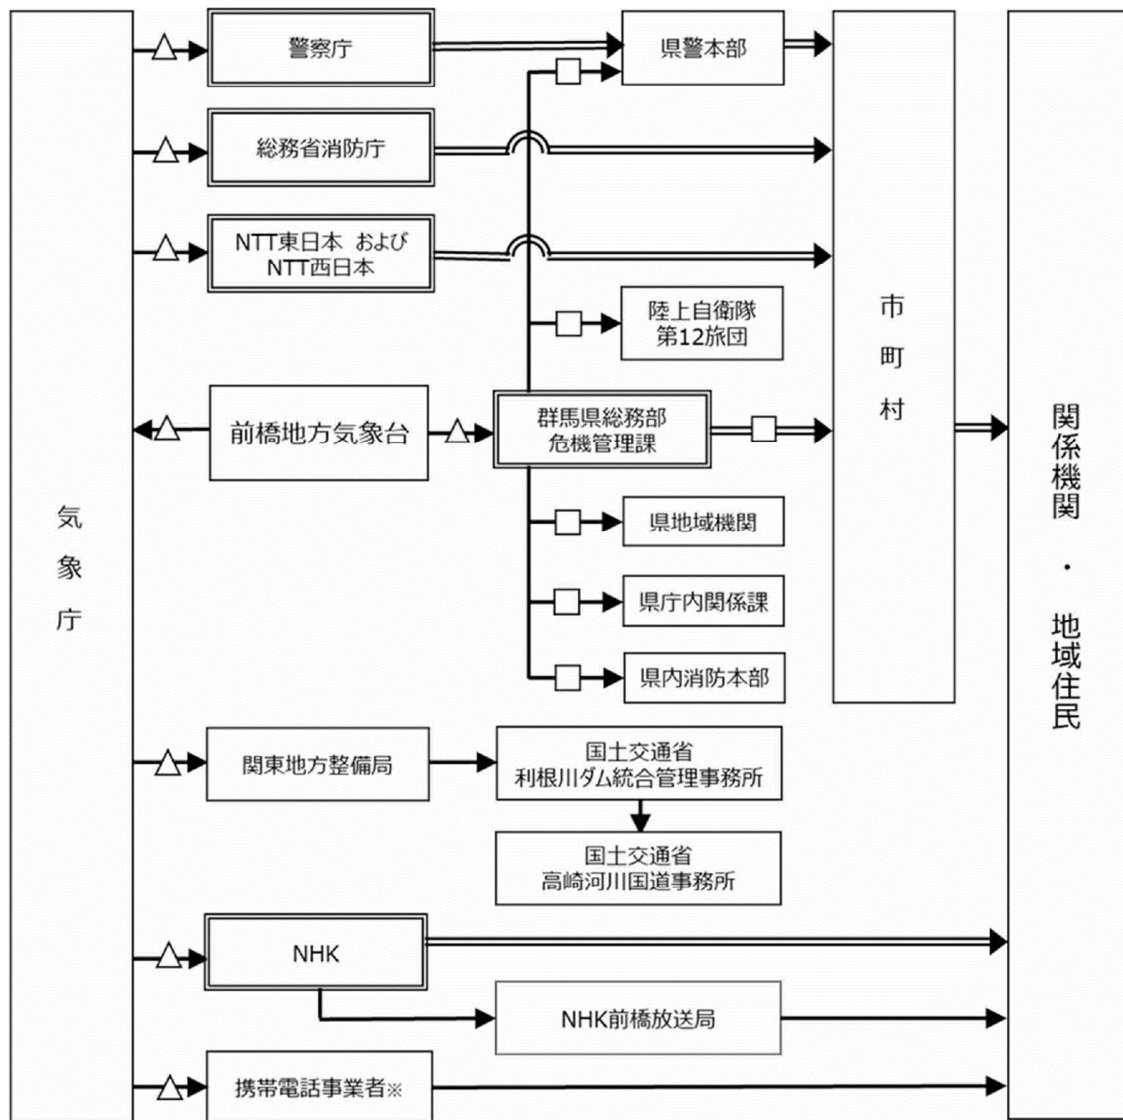 気象庁
警察庁
県警本部
総務省消防庁
NTT東日本 および
NTT西日本
陸上自衛隊
第12旅団
前橋地方気象台
群馬県総務部
危機管理課
県地域機関
県庁内関係課
県内消防本部
市町村
関係機関・地域住民
関東地方整備局
国土交通省
利根川ダム統合管理事務所
国土交通省
高崎河川国道事務所
NHK
NHK前橋放送局
携帯電話事業者※